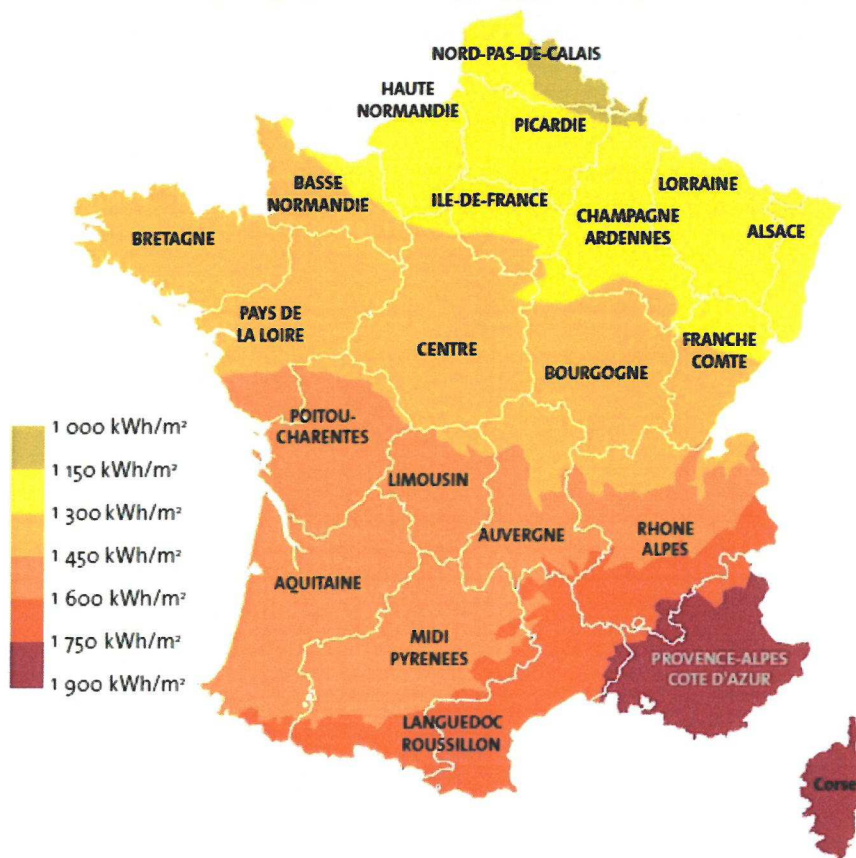 NORD-PAS-DE-CALAIS
HAUTE
NORMANDIE
PICARDIE
BASSE
NORMANDIE
ILE-DE-FRANCE
LORRAINE
CHAMPAGNE
ARDENNES
ALSACE
BRETAGNE
PAYS DE
LA LOIRE
CENTRE
BOURGOGNE
FRANCHE
COMTE
POITOU-
CHARENTES
LIMOUSIN
AUVERGNE
RHONE
ALPES
AQUITAINE
MIDI
PYRENEES
PROVENCE-ALPES
COTE D'AZUR
LANGUEDOC
ROUSSILLON
Corse
1 000 kWh/m²
1 150 kWh/m²
1 300 kWh/m²
1 450 kWh/m²
1 600 kWh/m²
1 750 kWh/m²
1 900 kWh/m²